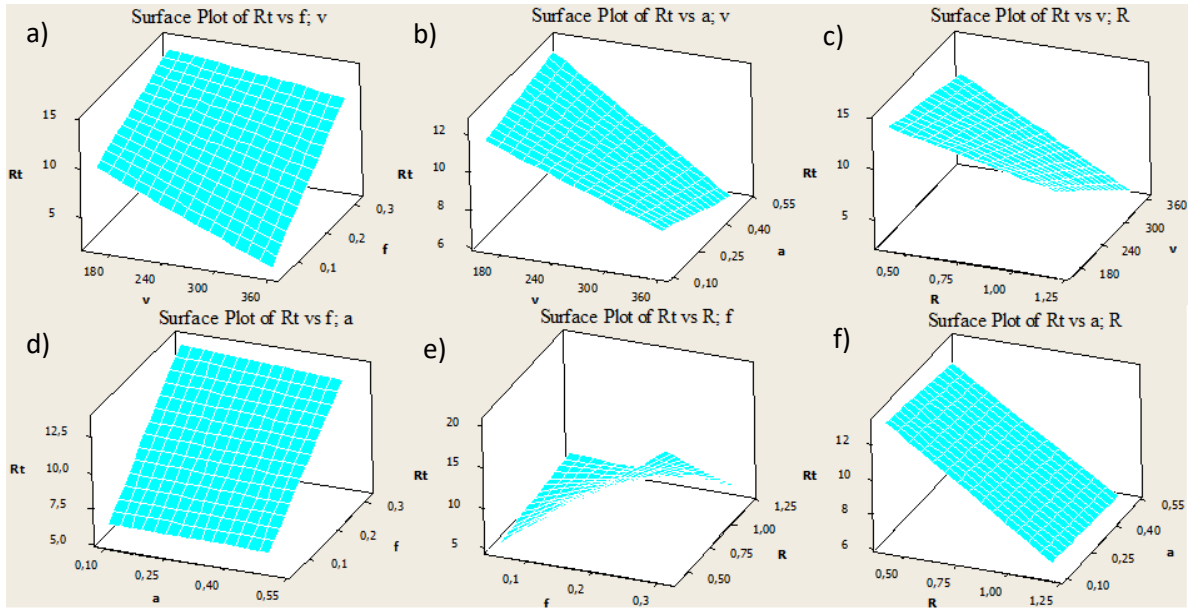 a)
Surface Plot of Rt vs f; v
15
10
5
Rt
180
240
300
360
v
0,1
0,2
0,3
f
b)
Surface Plot of Rt vs a; v
12
10
8
6
Rt
180
240
300
360
v
0,10
0,25
0,40
0,55
a
c)
Surface Plot of Rt vs v; R
15
10
5
Rt
0,50
0,75
1,00
1,25
R
180
240
300
360
v
d)
Surface Plot of Rt vs f; a
12,5
10,0
7,5
5,0
Rt
0,10
0,25
0,40
0,55
a
0,1
0,2
0,3
f
e)
Surface Plot of Rt vs R; f
20
15
10
5
Rt
0,1
0,2
0,3
f
0,50
0,75
1,00
1,25
R
f)
Surface Plot of Rt vs a; R
12
10
8
6
Rt
0,50
0,75
1,00
1,25
R
0,10
0,25
0,40
0,55
a